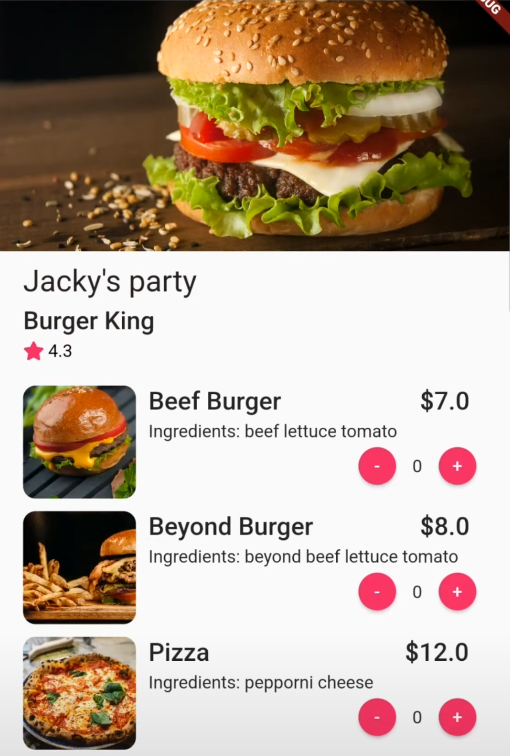 Jacky's party
Burger King
4.3
Beef Burger $7.0
Ingredients: beef lettuce tomato
- 0 +
Beyond Burger $8.0
Ingredients: beyond beef lettuce tomato
- 0 +
Pizza $12.0
Ingredients: pepporni cheese
- 0 +